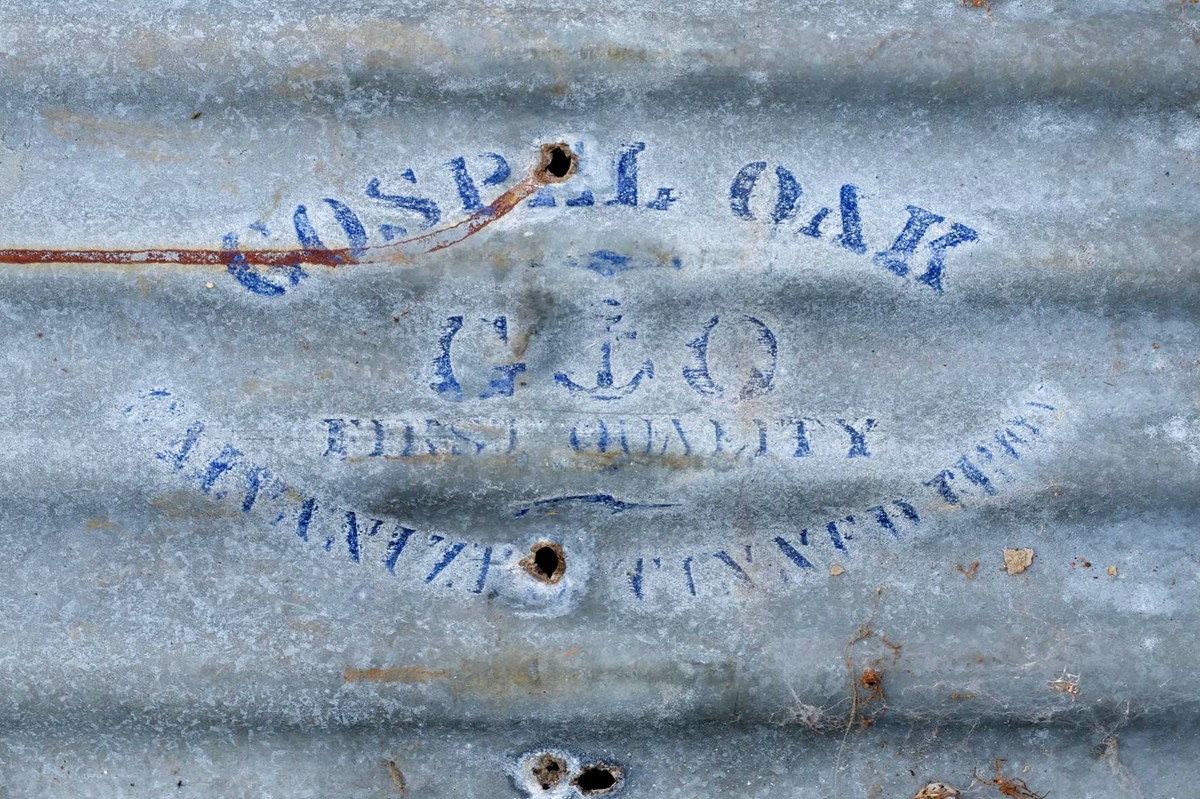 GOSPEL OAK
G O
FIRST QUALITY
GALVANIZED TINNED IRON